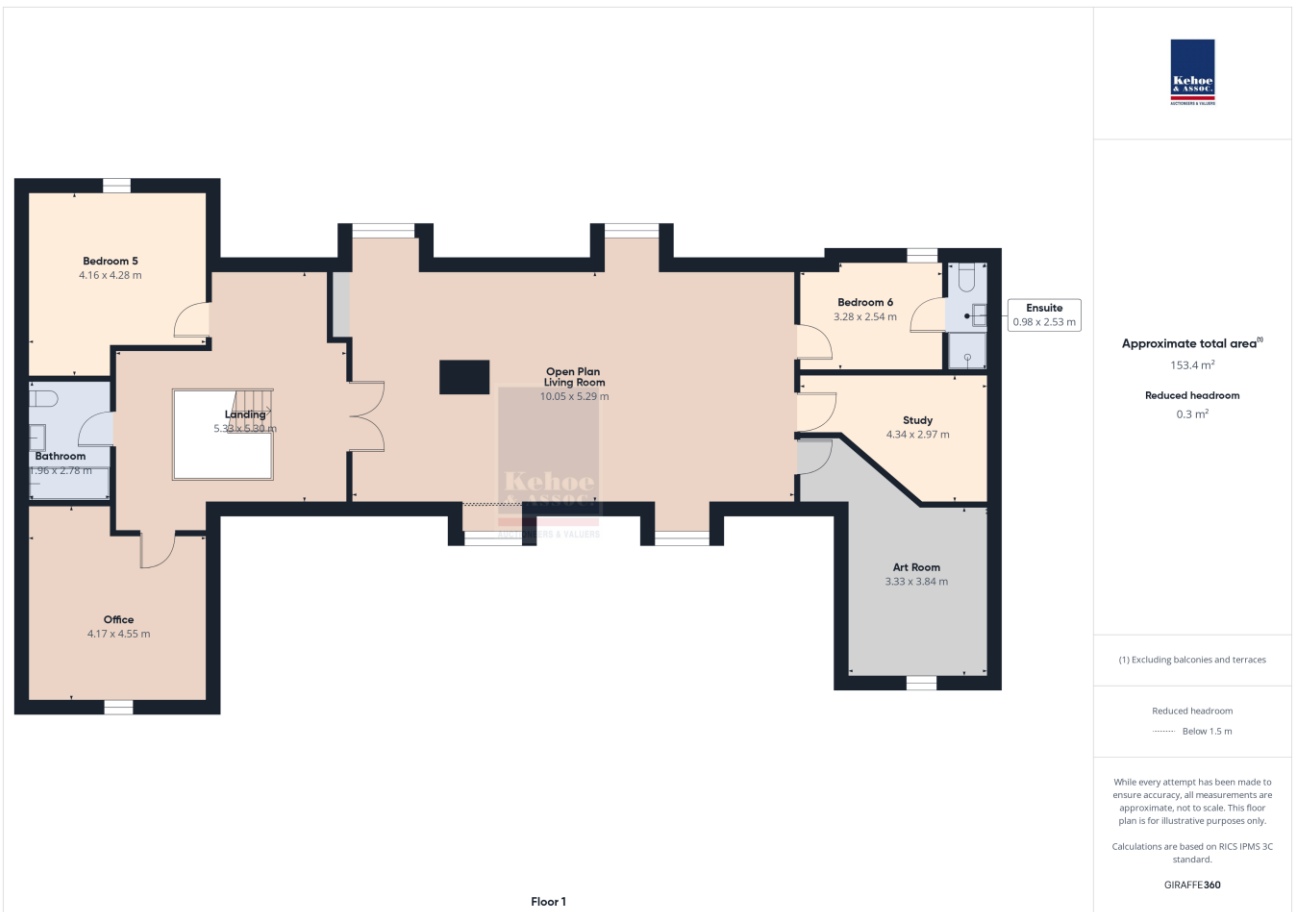 Kehoe
& ASSOC.
AUCTIONEERS & VALUERS
Bedroom 5
4.16 x 4.28 m
Bedroom 6
3.28 x 2.54 m
Ensuite
0.98 x 2.53 m
Open Plan
Living Room
10.05 x 5.29 m
Landing
5.33 x 5.30 m
Study
4.34 x 2.97 m
Bathroom
1.96 x 2.78 m
Kehoe
& ASSOC.
AUCTIONEERS & VALUERS
Art Room
3.33 x 3.84 m
Office
4.17 x 4.55 m
Floor 1
Approximate total area(1)
153.4 m²
Reduced headroom
0.3 m²
(1) Excluding balconies and terraces
Reduced headroom
Below 1.5 m
While every attempt has been made to
ensure accuracy, all measurements are
approximate, not to scale. This floor
plan is for illustrative purposes only.
Calculations are based on RICS IPMS 3C
standard.
GIRAFFE360